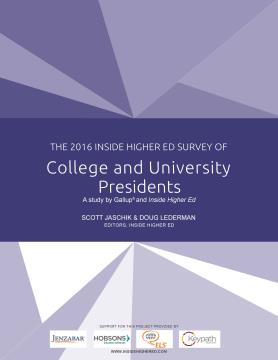 THE 2016 INSIDE HIGHER ED SURVEY OF
College and University
Presidents
A study by Gallup® and Inside Higher Ed
SCOTT JASCHIK & DOUG LEDERMAN
EDITORS, INSIDE HIGHER ED
SUPPORT FOR THIS PROJECT PROVIDED BY
JENZABAR
HOBSONS
ELS
Keypath
WWW.INSIDEHIGHERED.COM